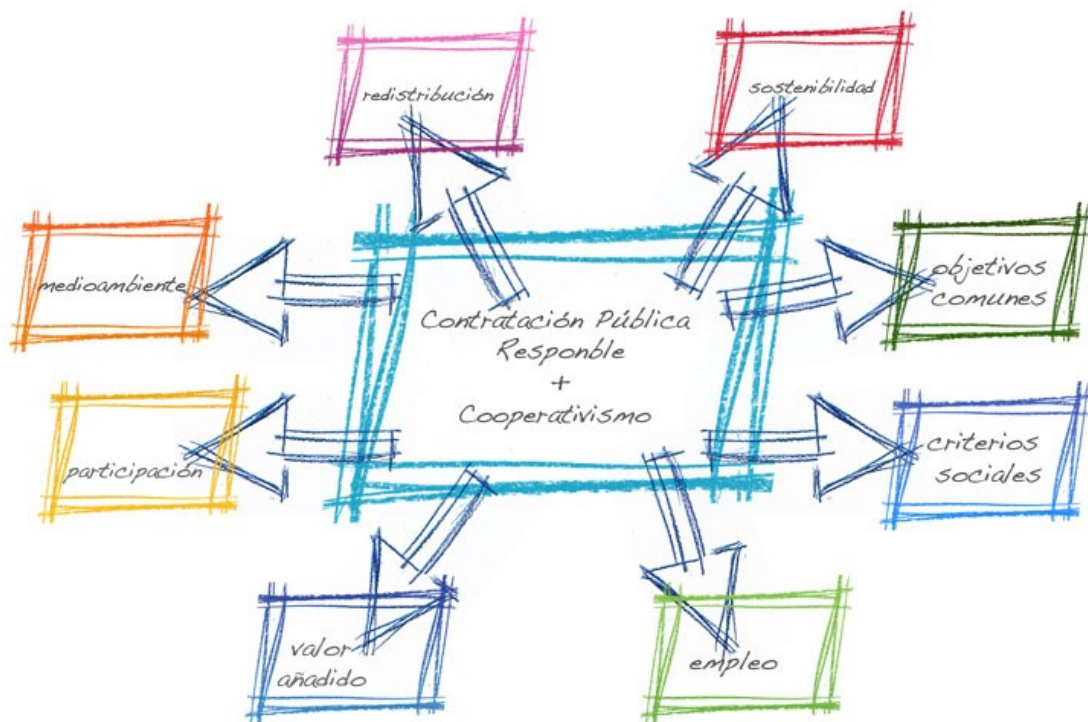 redistribución
sostenibilidad
medioambiente
objetivos
comunes
Contratación Pública
Responble
+
Cooperativismo
participación
criterios
sociales
valor
añadido
empleo